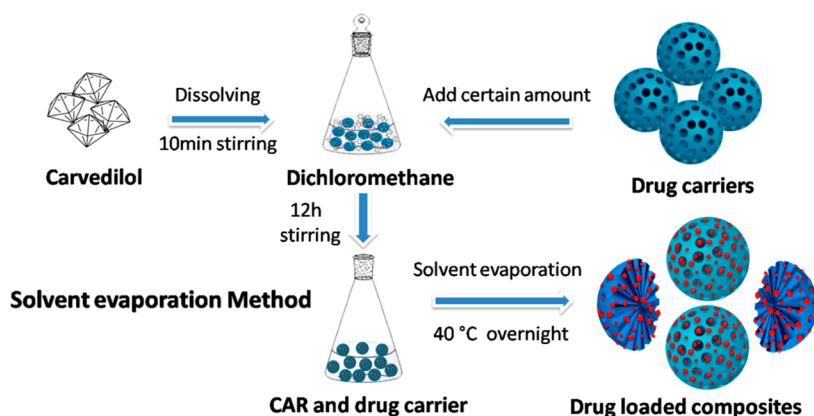 Dissolving
10min stirring
Add certain amount
Carvedilol
Dichloromethane
Drug carriers
12h
stirring
Solvent evaporation Method
Solvent evaporation
40 °C overnight
CAR and drug carrier
Drug loaded composites